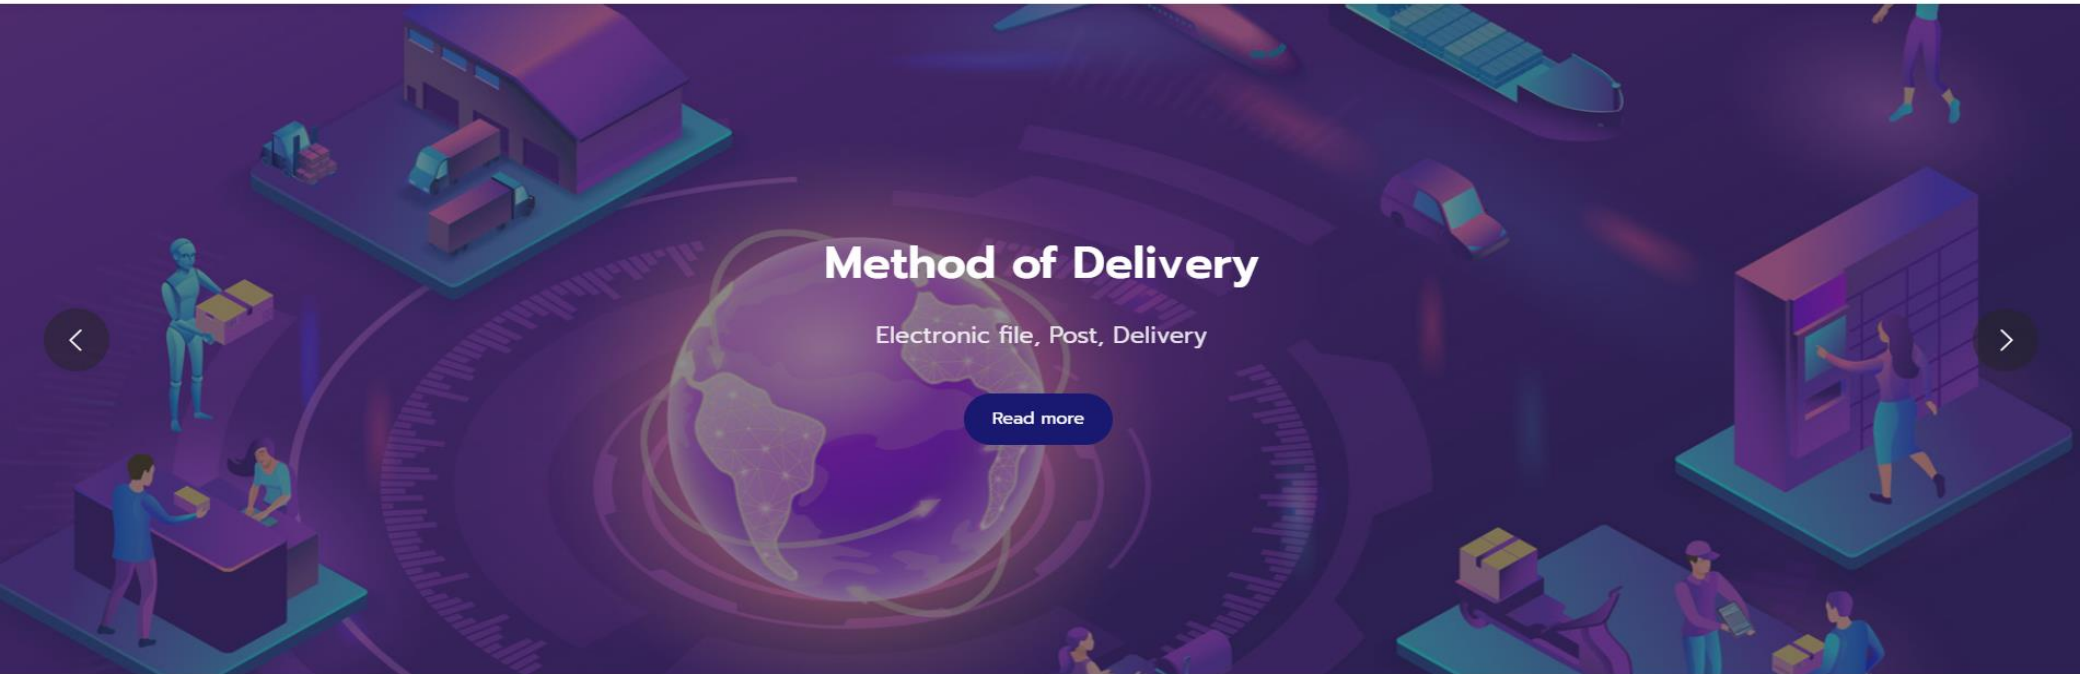 Method of Delivery
Electronic file, Post, Delivery
Read more